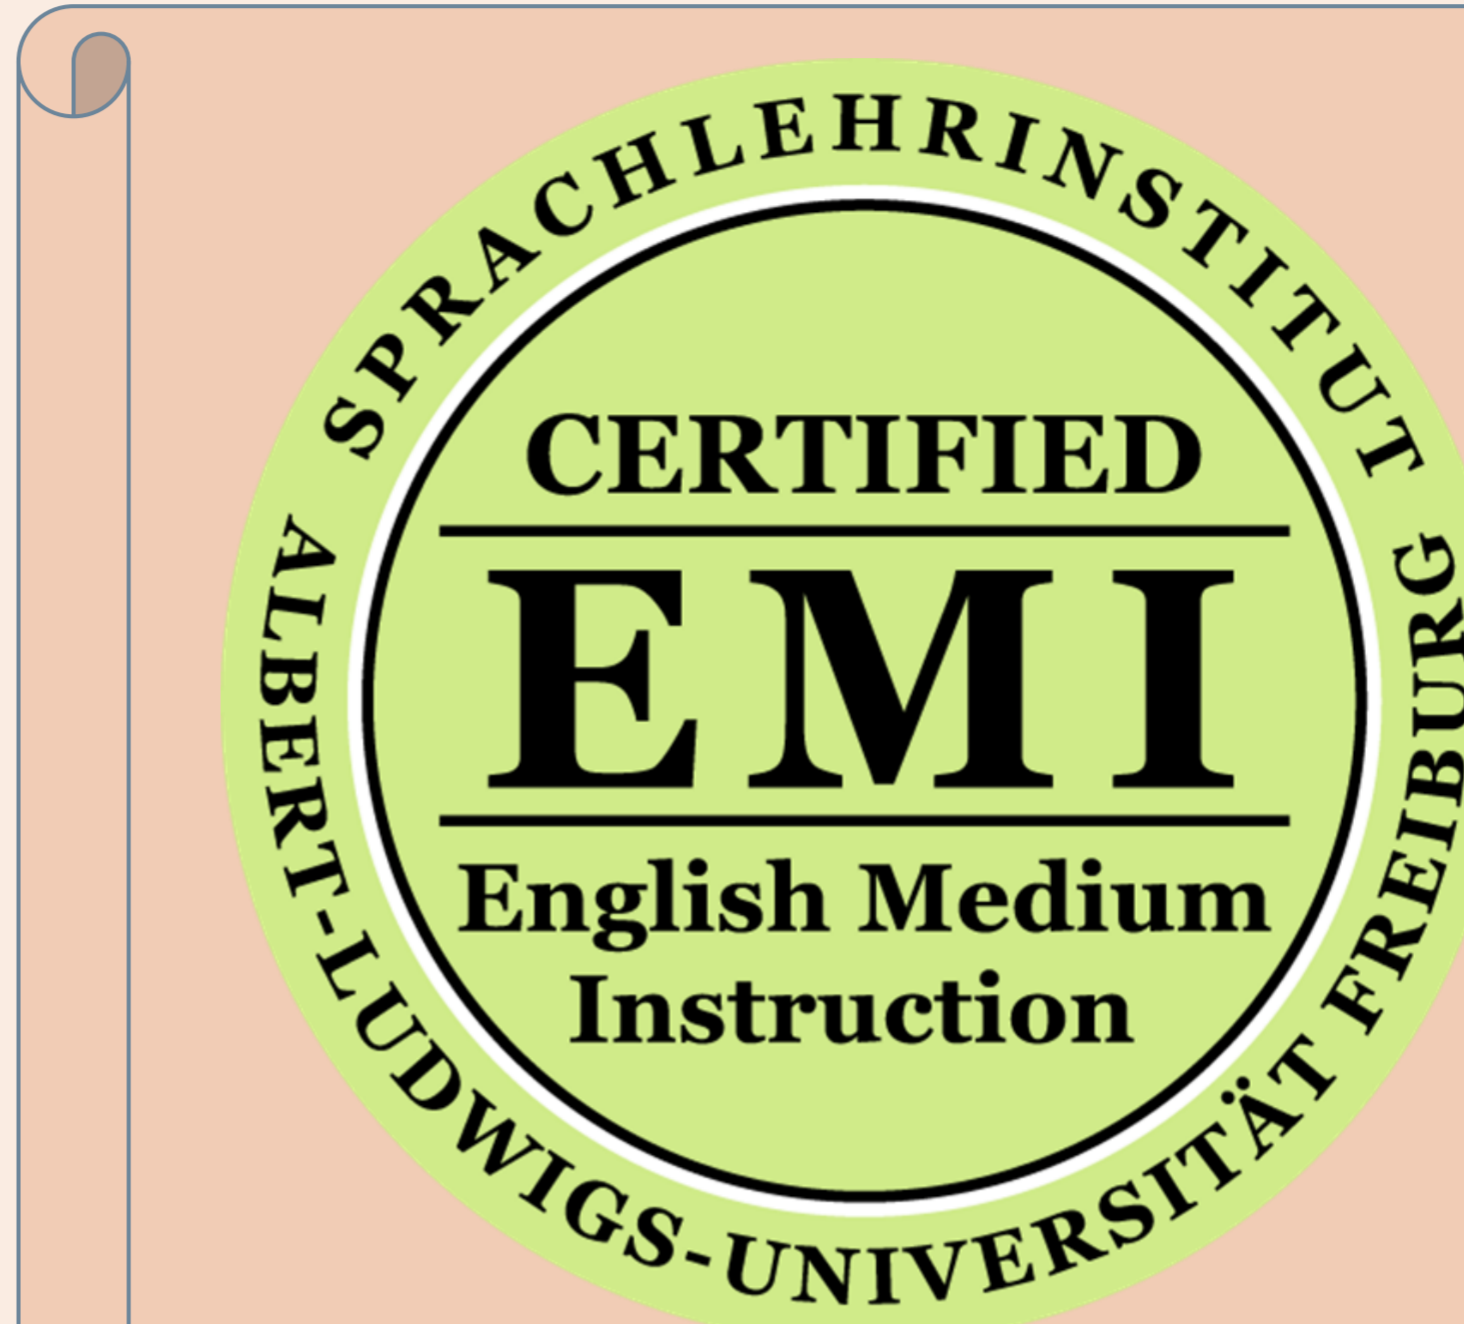 SPRACHLEHRINSTITUT
CERTIFIED
EMI
English Medium
Instruction
ALBERT-LUDWIGS-UNIVERSITÄT FREIBURG